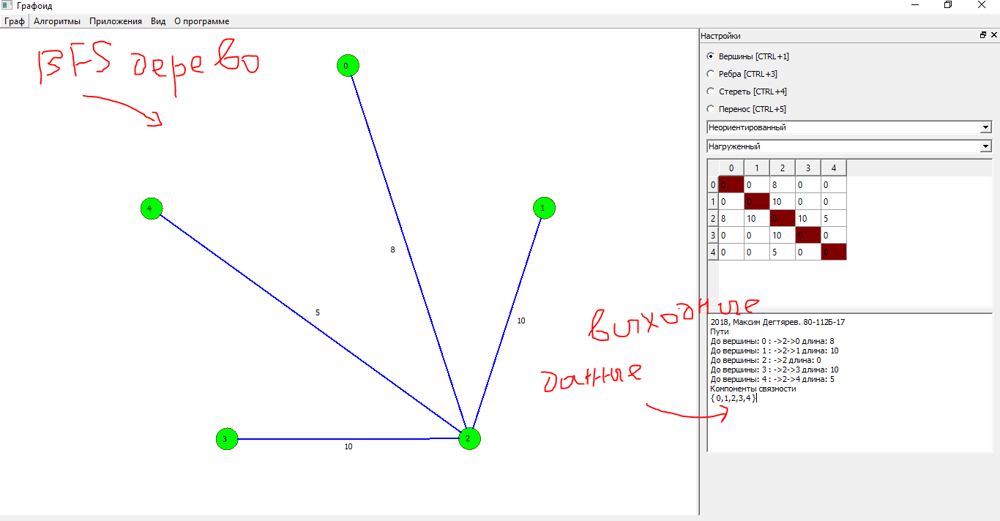 Графоид
Граф Алгоритмы Приложения Вид О программе
BFS дерево
0
4
1
8
5
10
3
10
2
Настройки
Вершины [CTRL+1]
Ребра [CTRL+3]
Стереть [CTRL+4]
Перенос [CTRL+5]
Неориентированный
Нагруженный
0 1 2 3 4
0 0 0 8 0 0
1 0 0 10 0 0
2 8 10 0 10 5
3 0 0 10 0 0
4 0 0 5 0 0
выходные
данные
2018, Максим Дегтярев. 80-112Б-17
Пути
До вершины: 0 : ->2->0 длина: 8
До вершины: 1 : ->2->1 длина: 10
До вершины: 2 : ->2 длина: 0
До вершины: 3 : ->2->3 длина: 10
До вершины: 4 : ->2->4 длина: 5
Компоненты связности
{0,1,2,3,4}